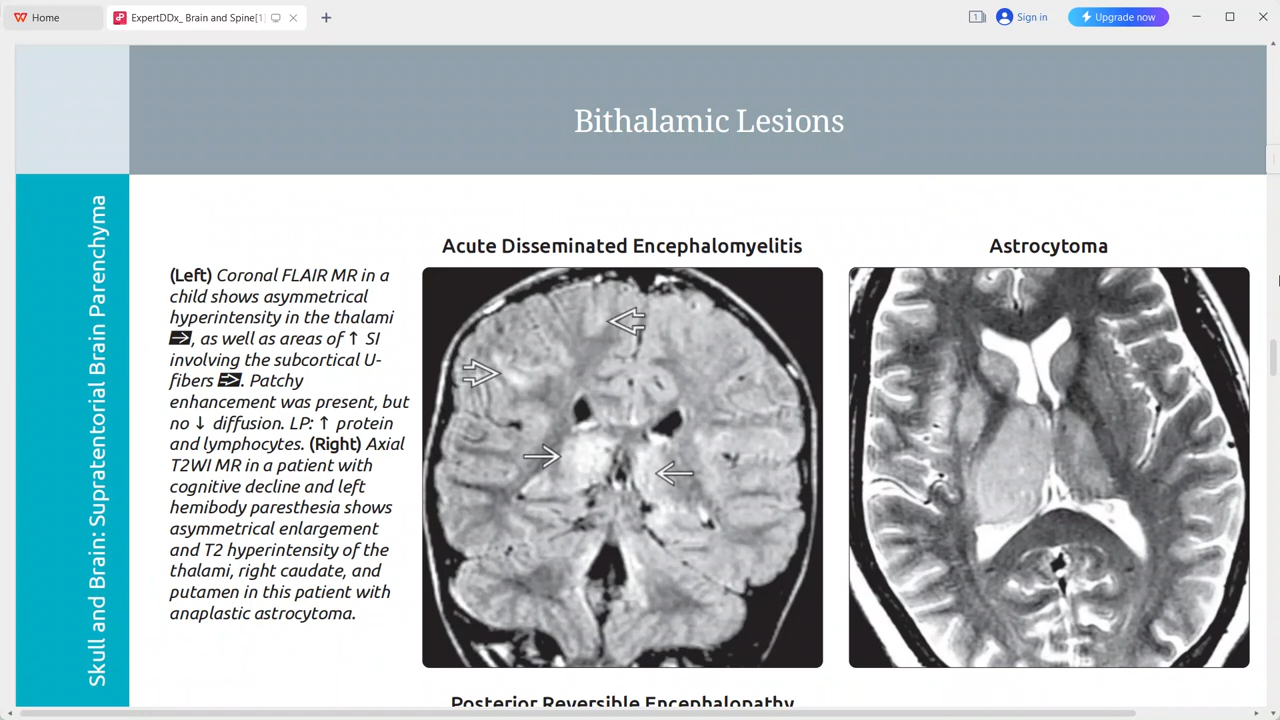 Home
ExpertDDx_ Brain and Spine[1]
1
Sign in
Upgrade now
Bithalamic Lesions
Skull and Brain: Supratentorial Brain Parenchyma
(Left) Coronal FLAIR MR in a
child shows asymmetrical
hyperintensity in the thalami
, as well as areas of ↑ SI
involving the subcortical U-
fibers . Patchy
enhancement was present, but
no ↓ diffusion. LP: ↑ protein
and lymphocytes. (Right) Axial
T2WI MR in a patient with
cognitive decline and left
hemibody paresthesia shows
asymmetrical enlargement
and T2 hyperintensity of the
thalami, right caudate, and
putamen in this patient with
anaplastic astrocytoma.
Acute Disseminated Encephalomyelitis
Astrocytoma
Posterior Reversible Encephalopathy